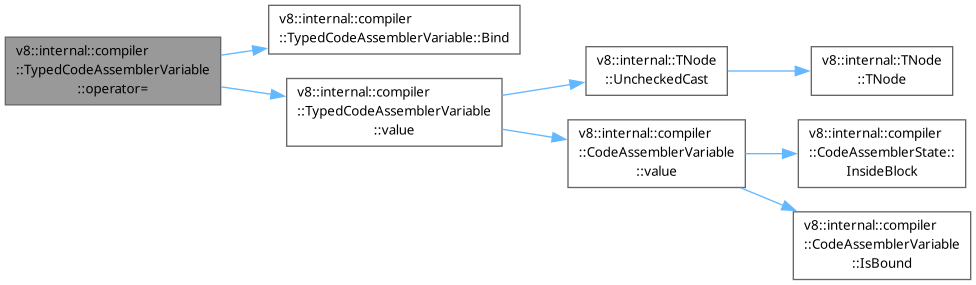 v8::internal::compiler
::TypedCodeAssemblerVariable
::operator=
v8::internal::compiler
::TypedCodeAssemblerVariable::Bind
v8::internal::compiler
::TypedCodeAssemblerVariable
::value
v8::internal::TNode
::UncheckedCast
v8::internal::TNode
::TNode
v8::internal::compiler
::CodeAssemblerVariable
::value
v8::internal::compiler
::CodeAssemblerState::
InsideBlock
v8::internal::compiler
::CodeAssemblerVariable
::IsBound